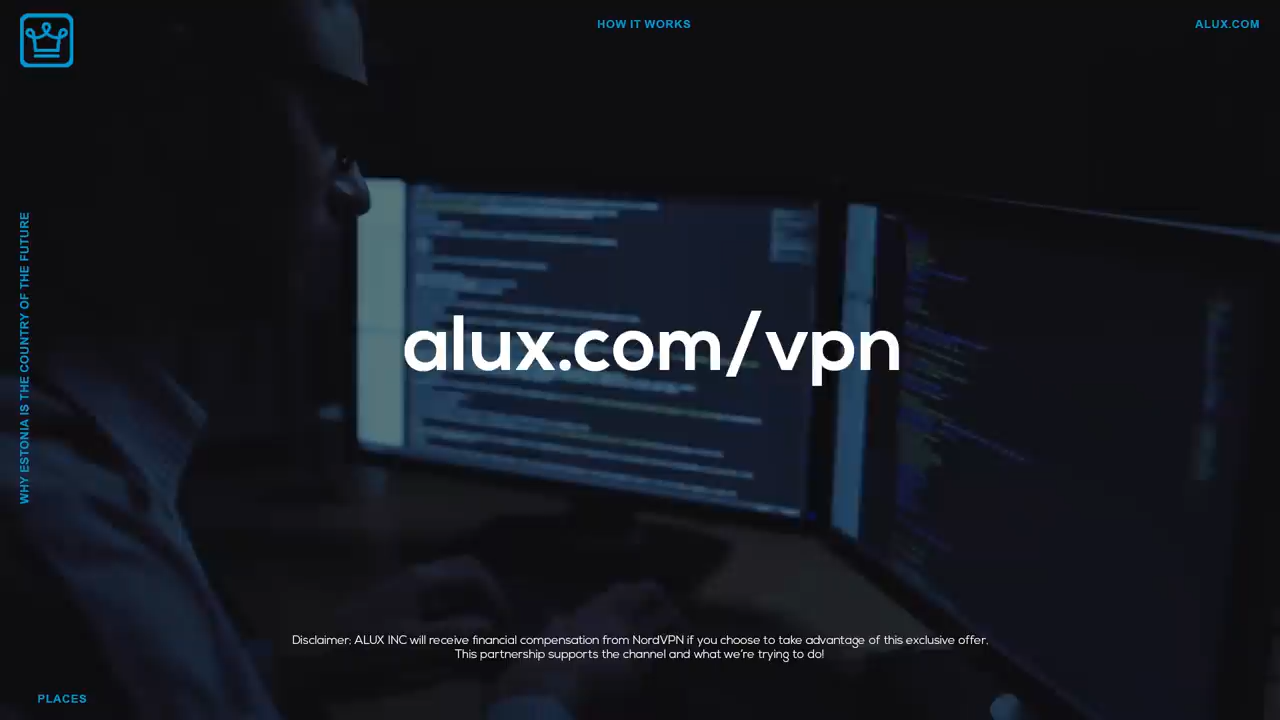 HOW IT WORKS
ALUX.COM
WHY ESTONIA IS THE COUNTRY OF THE FUTURE
alux.com/vpn
Disclaimer: ALUX INC will receive financial compensation from NordVPN if you choose to take advantage of this exclusive offer.
This partnership supports the channel and what we're trying to do!
PLACES